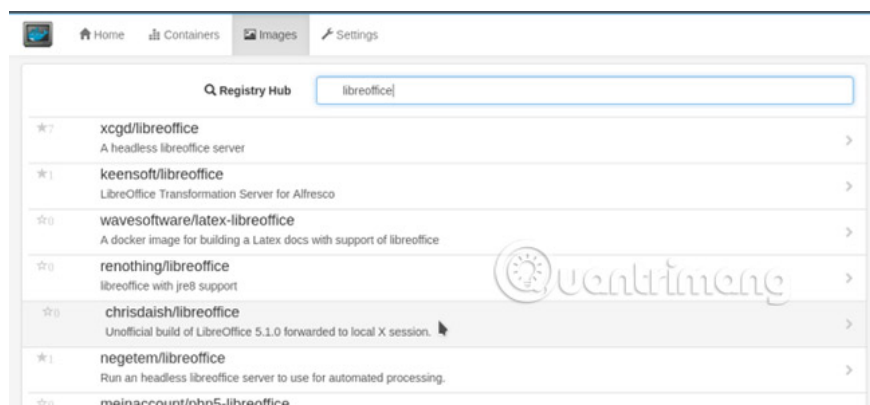 Home Containers Images Settings
Registry Hub libreoffice
7 xcgd/libreoffice
A headless libreoffice server
1 keensoft/libreoffice
LibreOffice Transformation Server for Alfresco
0 wavesoftware/latex-libreoffice
A docker image for building a Latex docs with support of libreoffice
0 renothing/libreoffice
libreoffice with jre8 support
Quantrimang
0 chrisdaish/libreoffice
Unofficial build of LibreOffice 5.1.0 forwarded to local X session.
1 negetem/libreoffice
Run an headless libreoffice server to use for automated processing.
0 meinaccount/php5-libreoffice